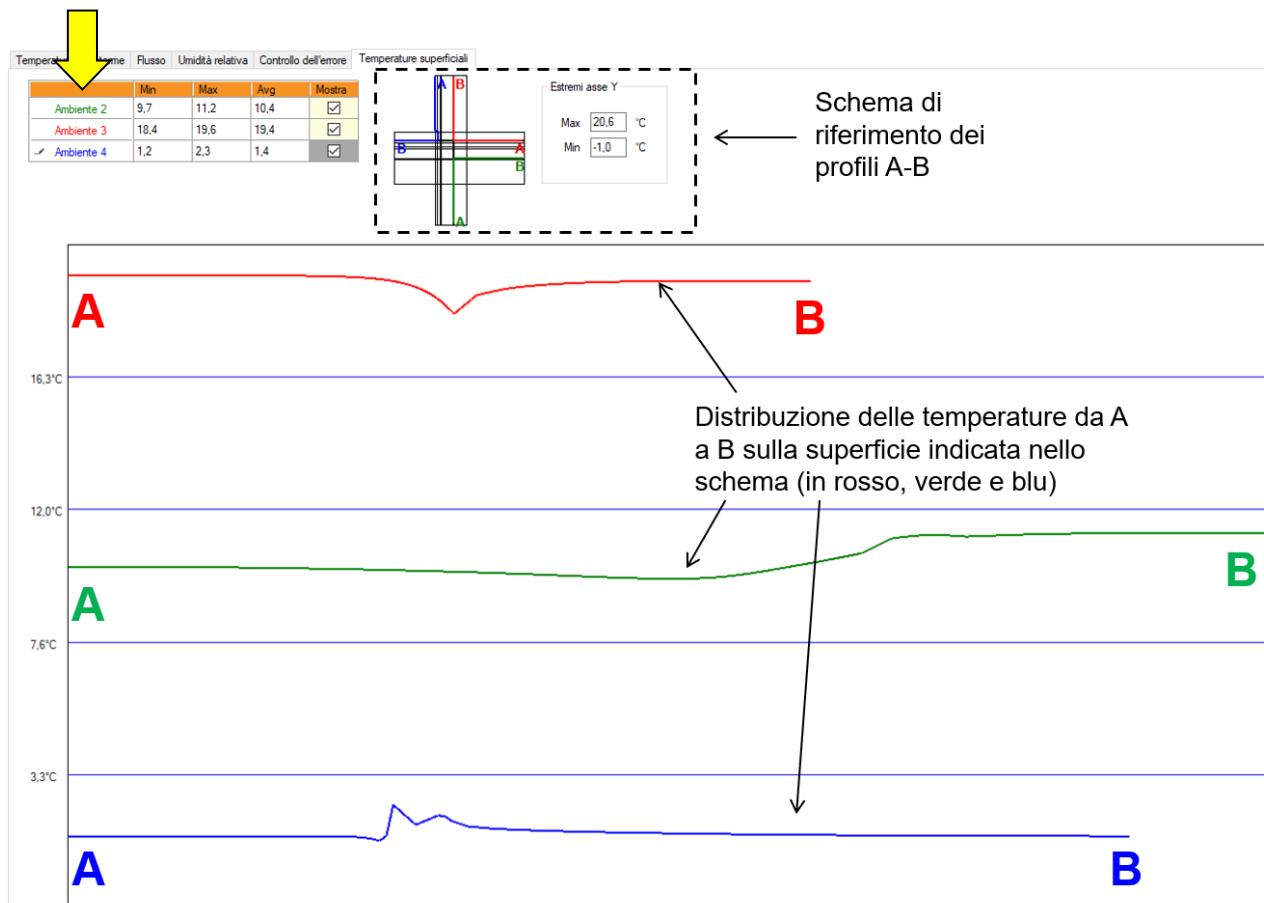 Temperatur
terme
Flusso
Umidità relativa
Controllo dell'errore
Temperature superficiali
Min Max Avg Mostra
Ambiente 2 9,7 11,2 10,4
Ambiente 3 18,4 19,6 19,4
Ambiente 4 1,2 2,3 1,4
A B
B A
B
A
Estremi asse Y
Max 20,6 °C
Min -1,0 °C
Schema di
riferimento dei
profili A-B
A B
16,3°C
Distribuzione delle temperature da A
a B sulla superficie indicata nello
schema (in rosso, verde e blu)
12,0°C
A B
7,6°C
3,3°C
A B